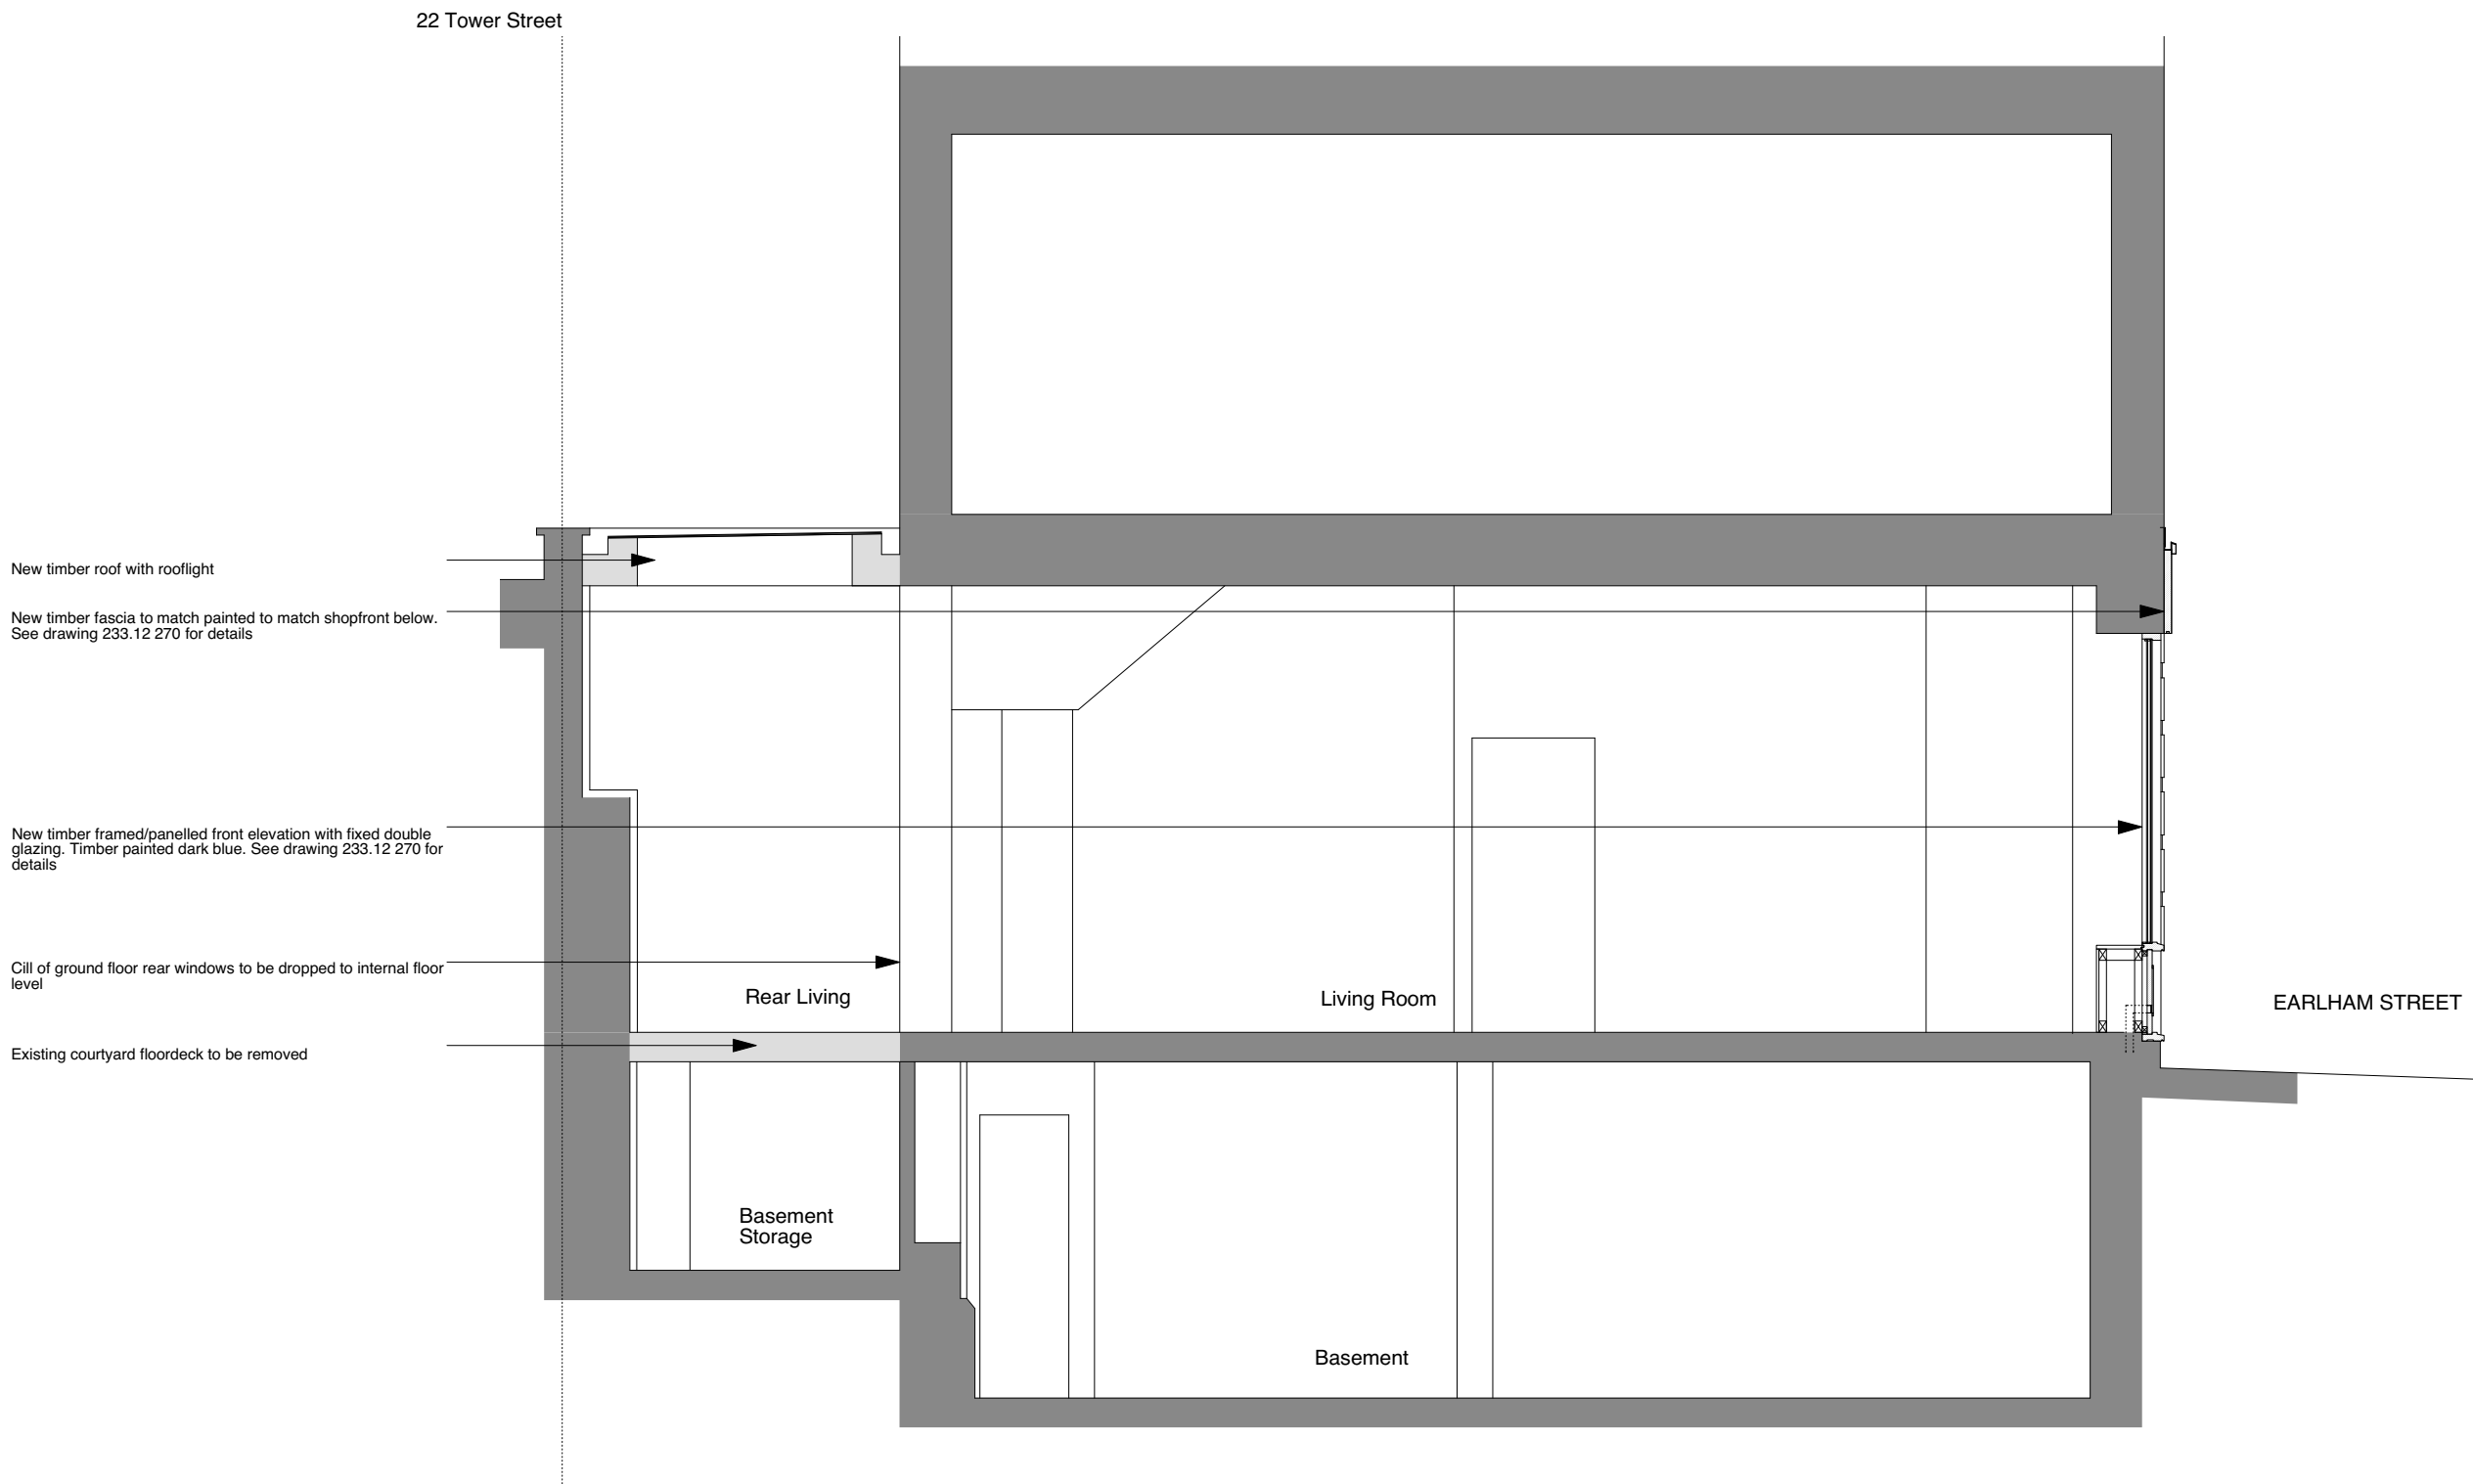 22 Tower Street
New timber roof with rooflight
New timber fascia to match painted to match shopfront below.
See drawing 233.12 270 for details
New timber framed/panelled front elevation with fixed double
glazing. Timber painted dark blue. See drawing 233.12 270 for
details
Cill of ground floor rear windows to be dropped to internal floor
level
Rear Living
Living Room
EARLHAM STREET
Existing courtyard floordeck to be removed
Basement
Storage
Basement